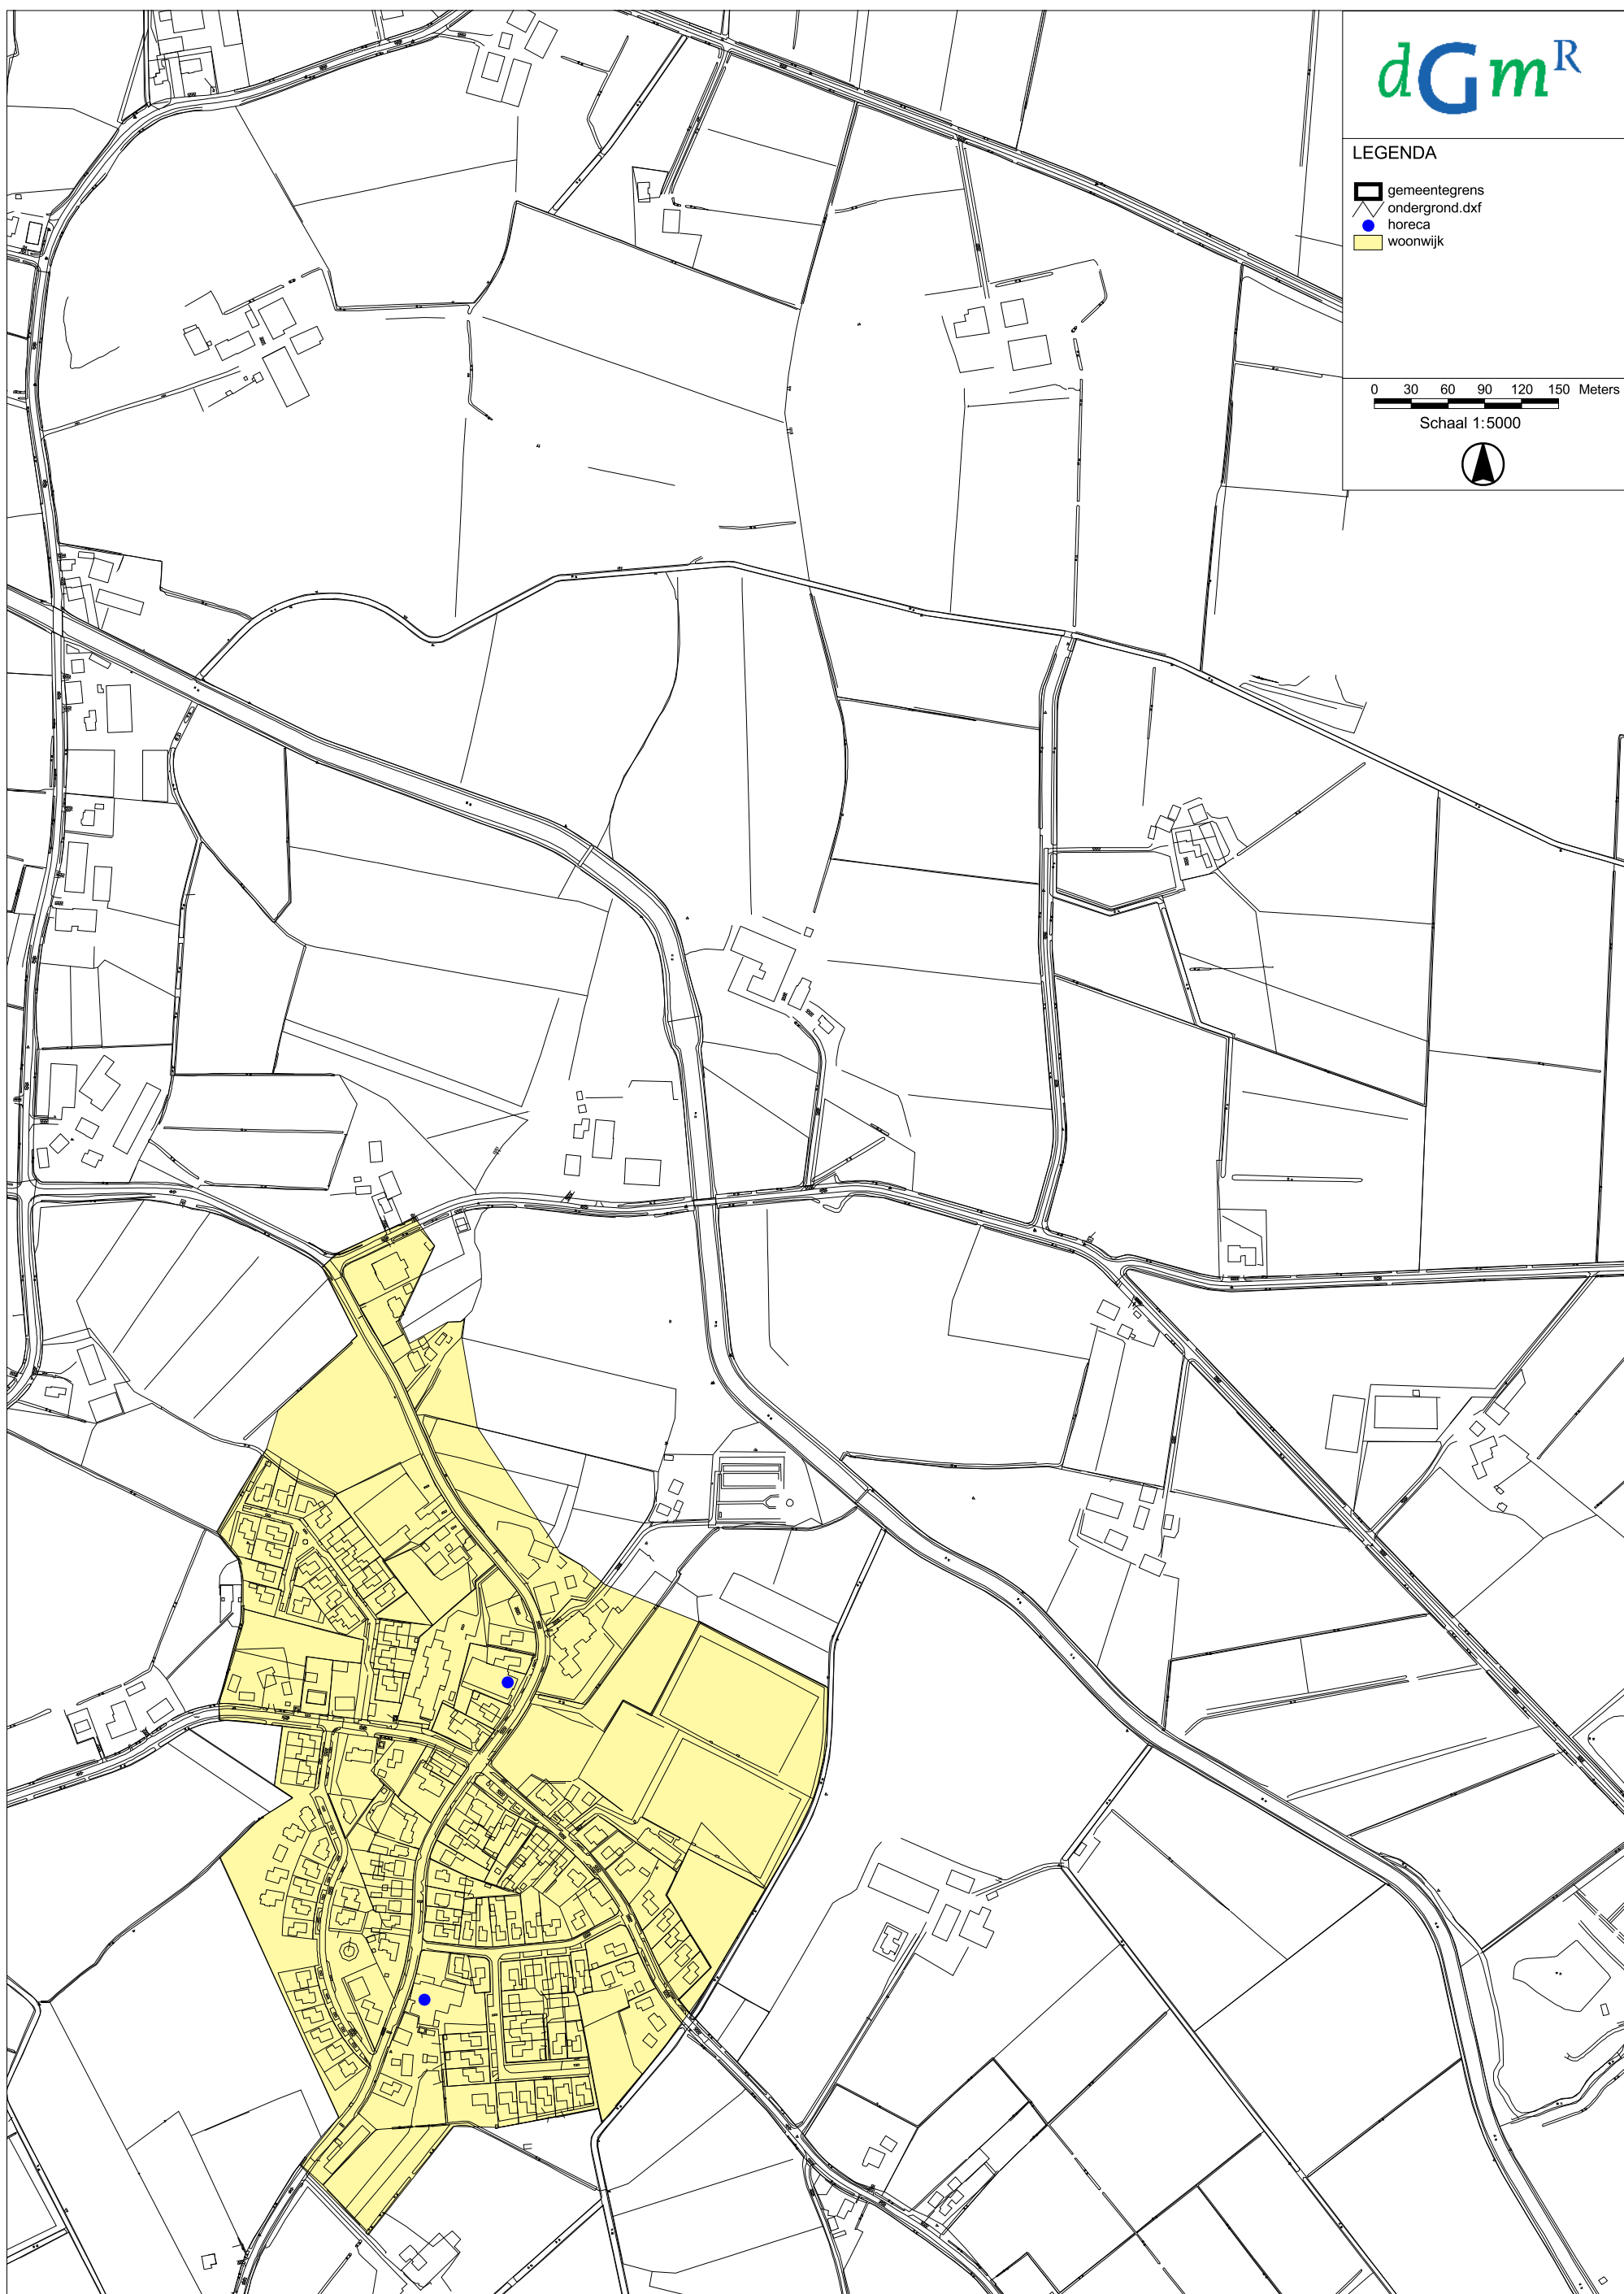 dGmR
LEGENDA
gemeentegrens
ondergrond.dxf
horeca
woonwijk
0 30 60 90 120 150 Meters
Schaal 1:5000